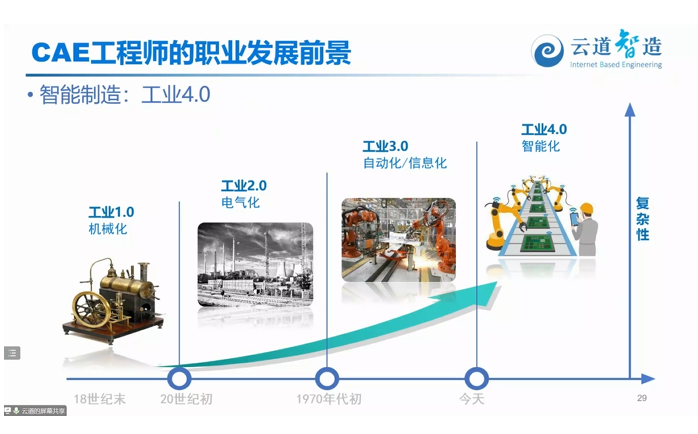 CAE工程师的职业发展前景
云道智造
Internet Based Engineering
• 智能制造：工业4.0
工业1.0
机械化
工业2.0
电气化
工业3.0
自动化/信息化
工业4.0
智能化
复杂性
18世纪末
20世纪初
1970年代初
今天
29
云道的屏幕共享